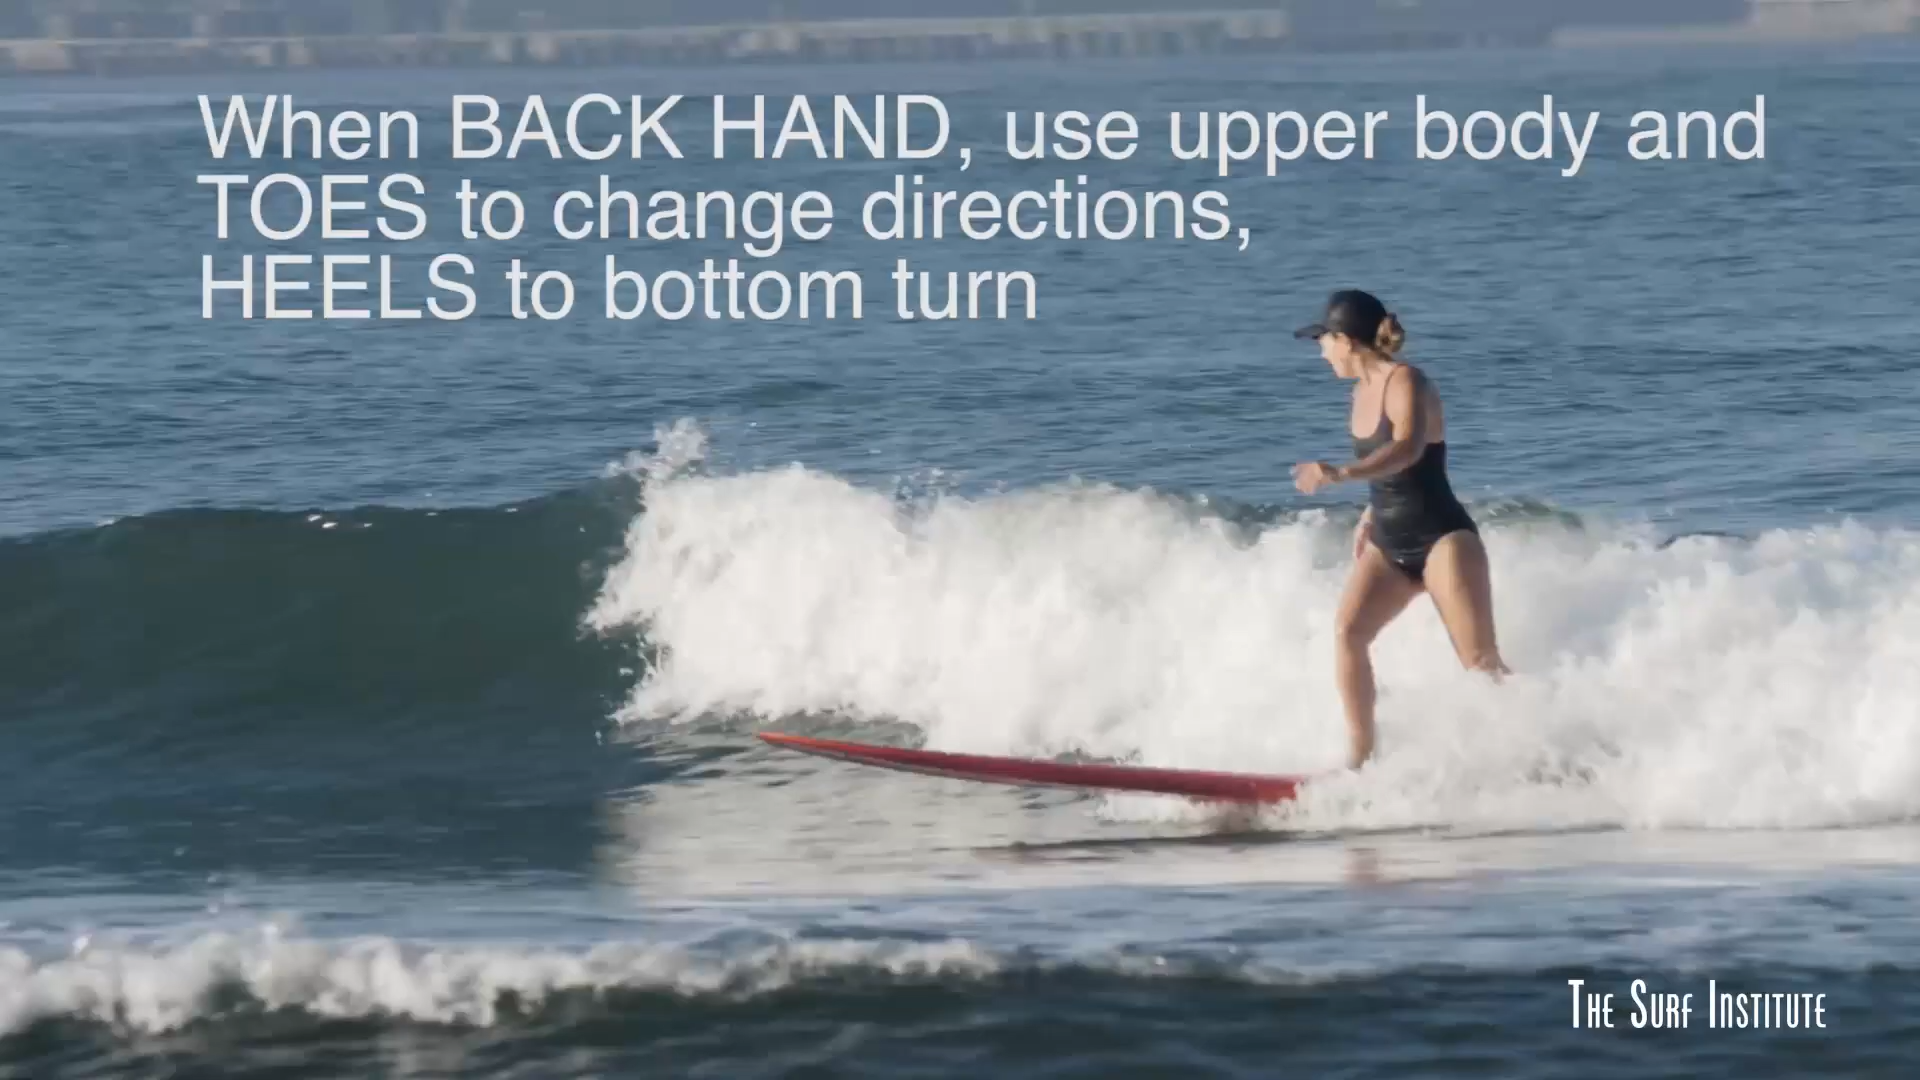 When BACK HAND, use upper body and
TOES to change directions,
HEELS to bottom turn
THE SURF INSTITUTE